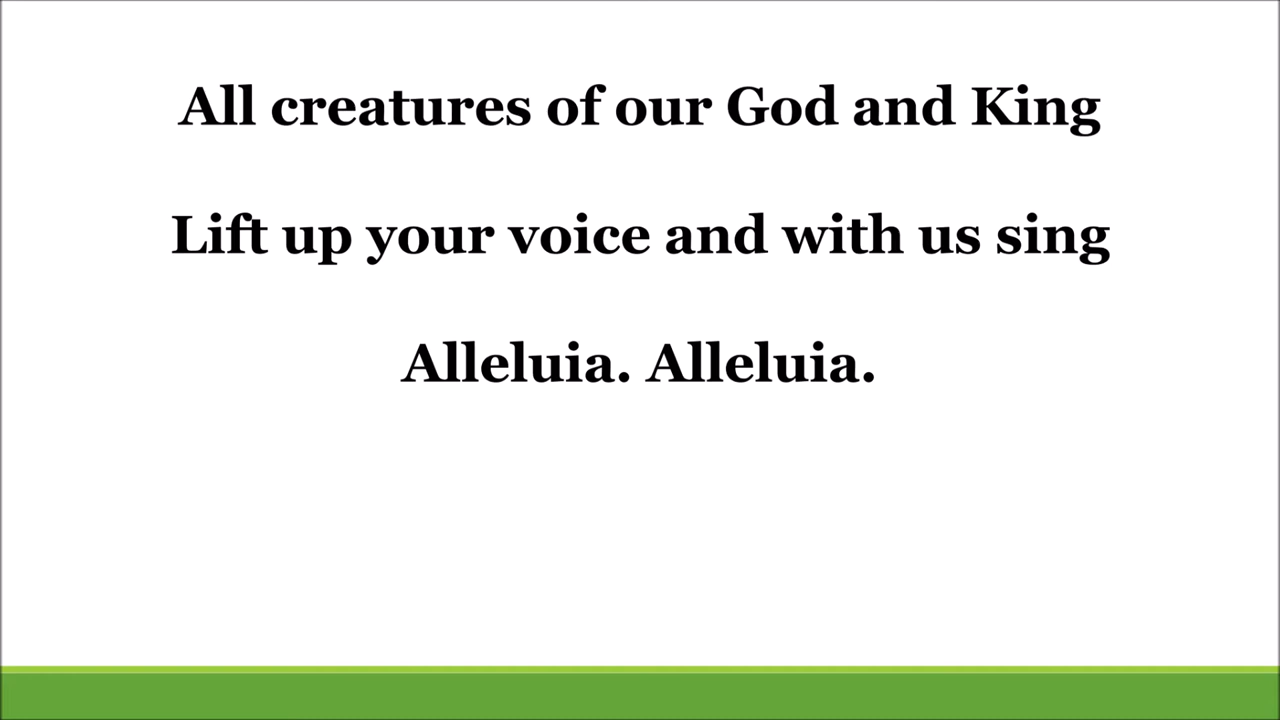 All creatures of our God and King
Lift up your voice and with us sing
Alleluia. Alleluia.